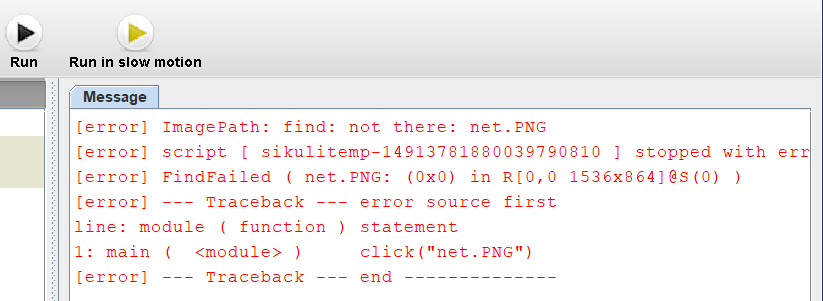 Run Run in slow motion
Message
[error] ImagePath: find: not there: net.PNG
[error] script [ sikulitemp-14913781880039790810 ] stopped with err
[error] FindFailed ( net.PNG: (0x0) in R[0,0 1536x864]@S(0) )
[error] --- Traceback --- error source first
line: module ( function ) statement
1: main (  <module> )     click("net.PNG")
[error] --- Traceback --- end --------------